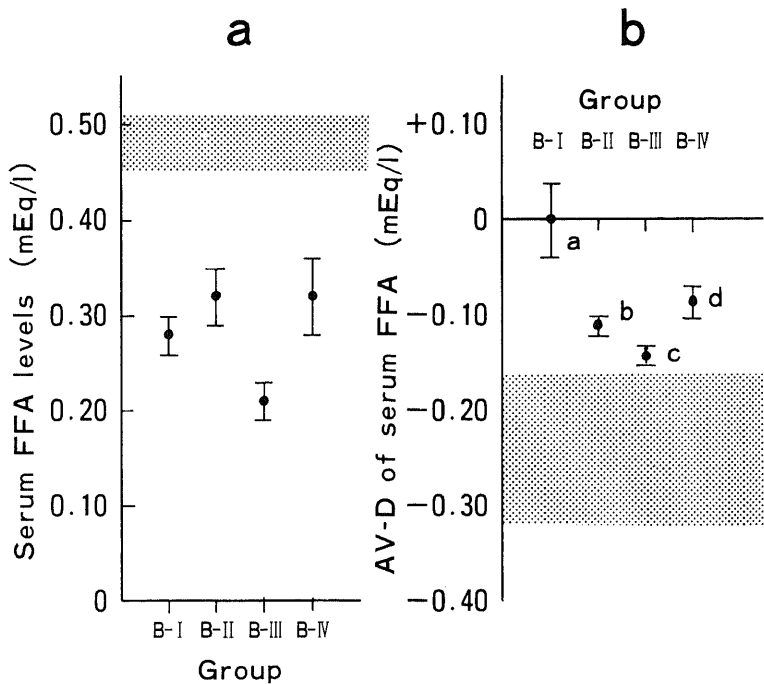 a
Serum FFA levels (mEq/l)
0.50
0.40
0.30
0.20
0.10
0
B-I B-II B-III B-IV
Group
b
AV-D of serum FFA (mEq/l)
Group
B-I B-II B-III B-IV
+0.10
0
−0.10
−0.20
−0.30
−0.40
a
b
c
d